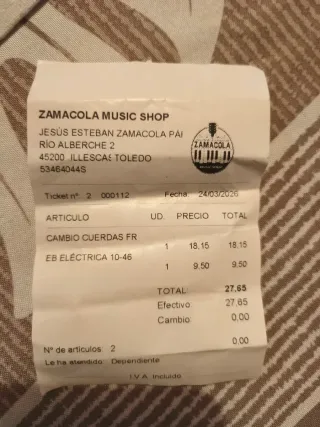 ZAMACOLA MUSIC SHOP
JESÚS ESTEBAN ZAMACOLA PAI
RÍO ALBERCHE 2
45200 ILLESCAS TOLEDO
53464044S
ZAMACOLA
Ticket nº: 2 000112 Fecha: 24/03/2026
ARTICULO UD. PRECIO TOTAL
CAMBIO CUERDAS FR
1 18,15 18,15
EB ELÉCTRICA 10-46
1 9,50 9,50
TOTAL: 27,65
Efectivo: 27,65
Cambio: 0,00
0,00
Nº de articulos: 2
Le ha atendido: Dependiente
I.V.A. Incluido